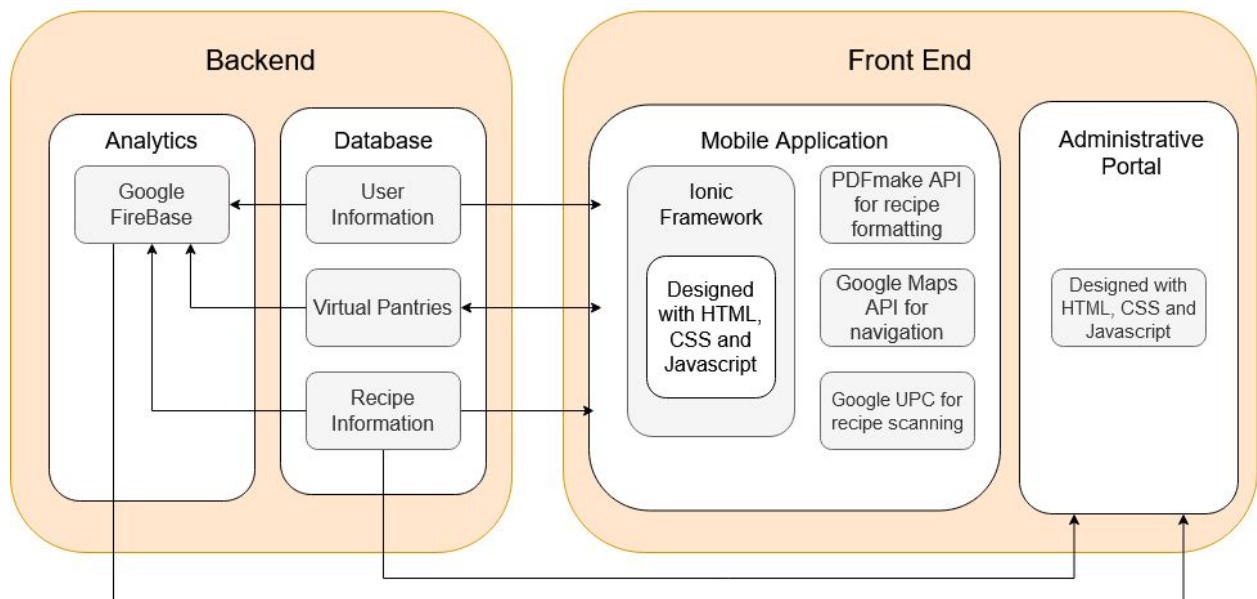 Backend
Analytics
Google
FireBase
Database
User
Information
Virtual Pantries
Recipe
Information
Front End
Mobile Application
Ionic
Framework
Designed
with HTML,
CSS and
Javascript
PDFmake API
for recipe
formatting
Google Maps
API for
navigation
Google UPC for
recipe scanning
Administrative
Portal
Designed with
HTML, CSS and
Javascript